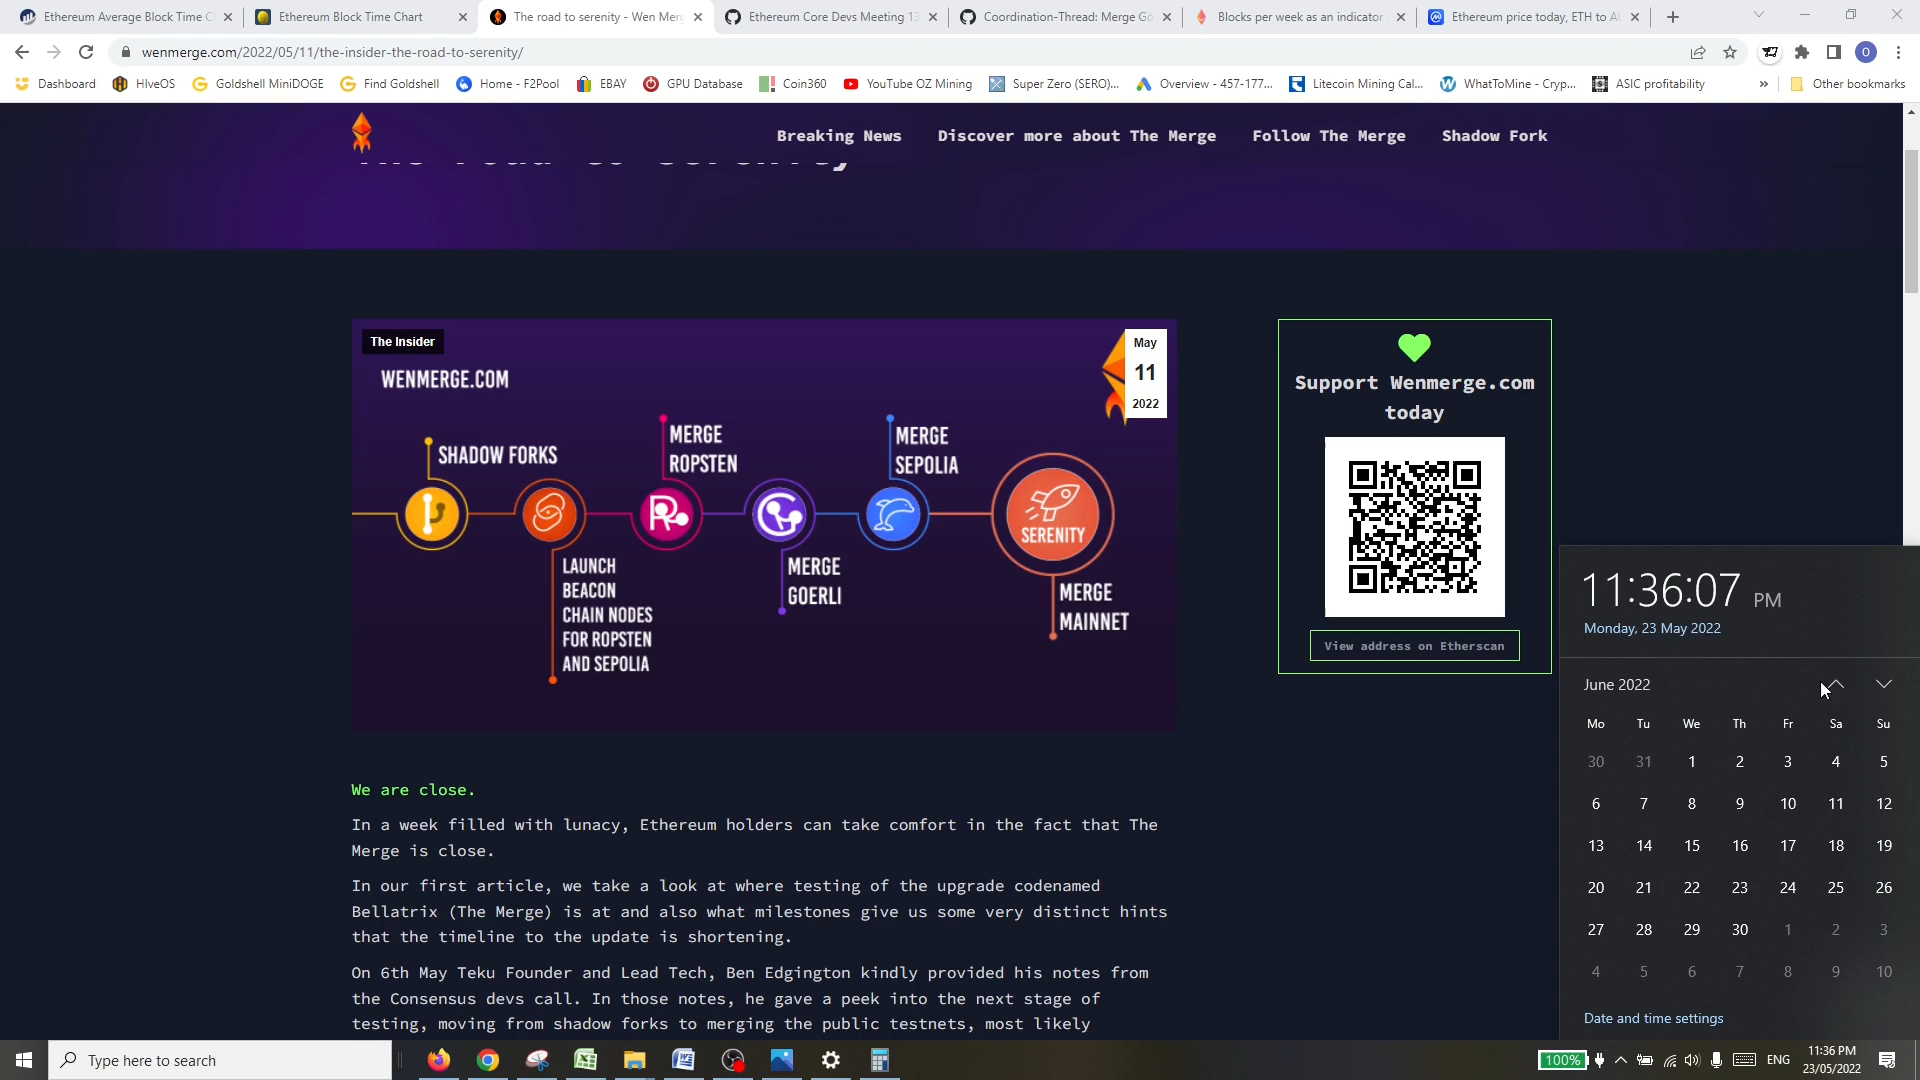 Ethereum Average Block Time C
Ethereum Block Time Chart
The road to serenity - Wen Merg
Ethereum Core Devs Meeting 13
Coordination-Thread: Merge Gö
Blocks per week as an indicator
Ethereum price today, ETH to AU
wenmerge.com/2022/05/11/the-insider-the-road-to-serenity/
O
Dashboard
HIveOS
Goldshell MiniDOGE
Find Goldshell
Home - F2Pool
EBAY
GPU Database
Coin360
YouTube OZ Mining
Super Zero (SERO)...
Overview - 457-177...
Litecoin Mining Cal...
WhatToMine - Cryp...
ASIC profitability
»
Other bookmarks
Breaking News
Discover more about The Merge
Follow The Merge
Shadow Fork
The road to serenity
The Insider
WENMERGE.COM
May
11
2022
SHADOW FORKS
MERGE
ROPSTEN
MERGE
SEPOLIA
SERENITY
LAUNCH
BEACON
CHAIN NODES
FOR ROPSTEN
AND SEPOLIA
MERGE
GOERLI
MERGE
MAINNET
Support Wenmerge.com
today
View address on Etherscan
We are close.
In a week filled with lunacy, Ethereum holders can take comfort in the fact that The
Merge is close.
In our first article, we take a look at where testing of the upgrade codenamed
Bellatrix (The Merge) is at and also what milestones give us some very distinct hints
that the timeline to the update is shortening.
On 6th May Teku Founder and Lead Tech, Ben Edgington kindly provided his notes from
the Consensus devs call. In those notes, he gave a peek into the next stage of
testing, moving from shadow forks to merging the public testnets, most likely
11:36:07 PM
Monday, 23 May 2022
June 2022
Mo Tu We Th Fr Sa Su
30 31 1 2 3 4 5
6 7 8 9 10 11 12
13 14 15 16 17 18 19
20 21 22 23 24 25 26
27 28 29 30 1 2 3
4 5 6 7 8 9 10
Date and time settings
Type here to search
100%
ENG
11:36 PM
23/05/2022